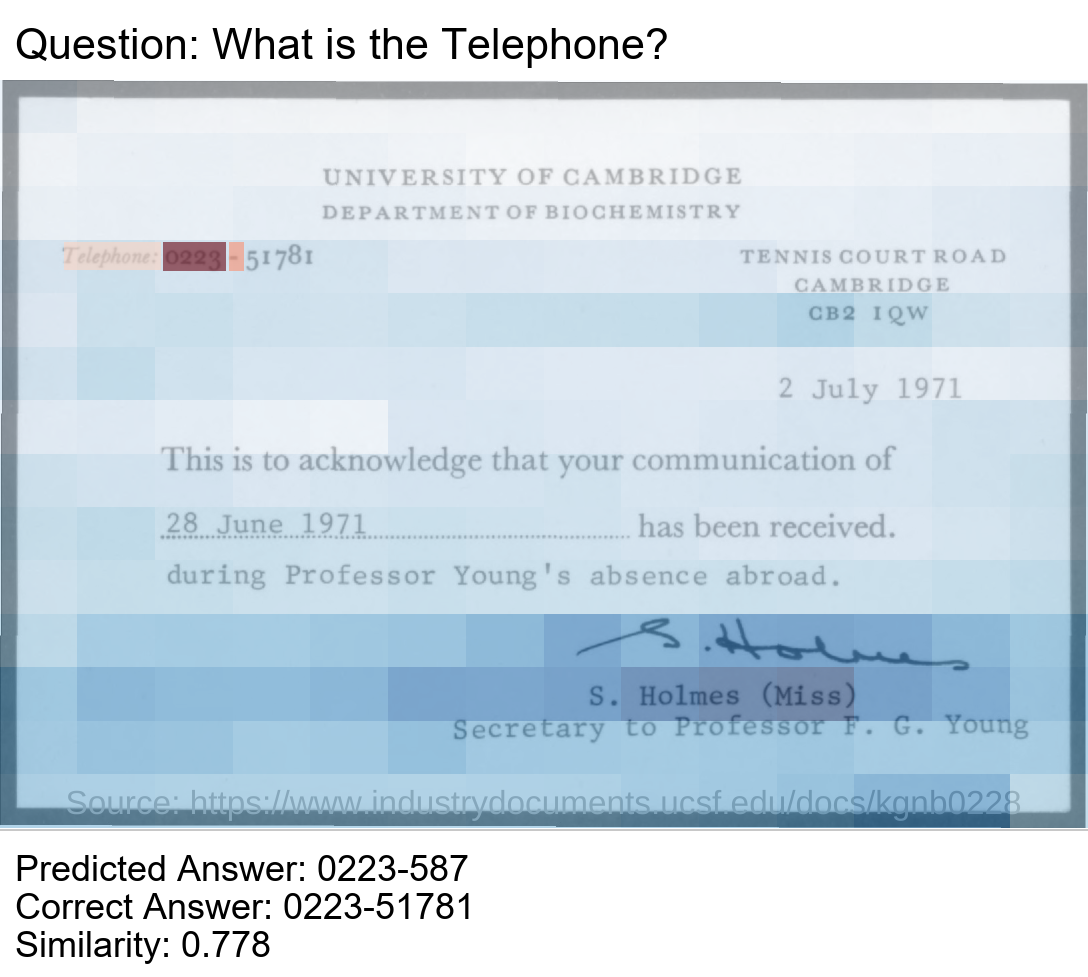 Question: What is the Telephone?
UNIVERSITY OF CAMBRIDGE
DEPARTMENT OF BIOCHEMISTRY
Telephone: 0223-51781
TENNIS COURT ROAD
CAMBRIDGE
CB2 1QW
2 July 1971
This is to acknowledge that your communication of
28 June 1971 has been received.
during Professor Young's absence abroad.
S. Holmes
S. Holmes (Miss)
Secretary to Professor F. G. Young
Source: https://www.industrydocuments.ucsf.edu/docs/kgnb0228
Predicted Answer: 0223-587
Correct Answer: 0223-51781
Similarity: 0.778